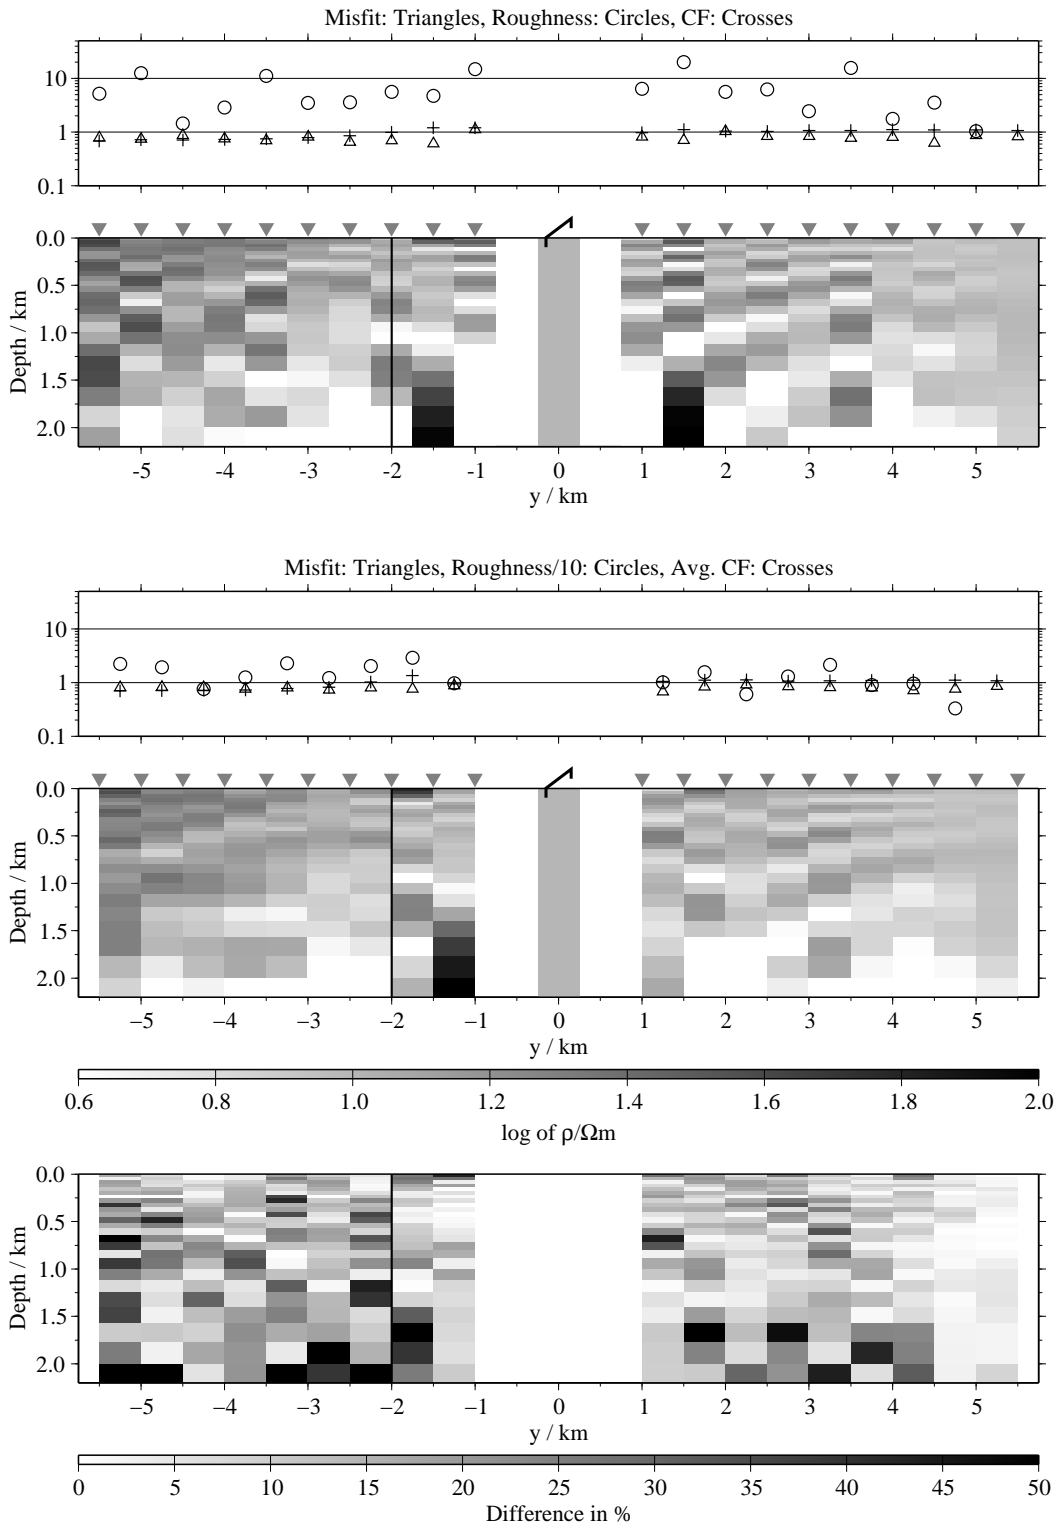 Misfit: Triangles, Roughness: Circles, CF: Crosses
10
1
0.1
0.0
0.5
1.0
1.5
2.0
Depth / km
-5 -4 -3 -2 -1 0 1 2 3 4 5
y / km
Misfit: Triangles, Roughness/10: Circles, Avg. CF: Crosses
10
1
0.1
0.0
0.5
1.0
1.5
2.0
Depth / km
−5 −4 −3 −2 −1 0 1 2 3 4 5
y / km
0.6 0.8 1.0 1.2 1.4 1.6 1.8 2.0
log of ρ/Ωm
0.0
0.5
1.0
1.5
2.0
Depth / km
−5 −4 −3 −2 −1 0 1 2 3 4 5
y / km
0 5 10 15 20 25 30 35 40 45 50
Difference in %